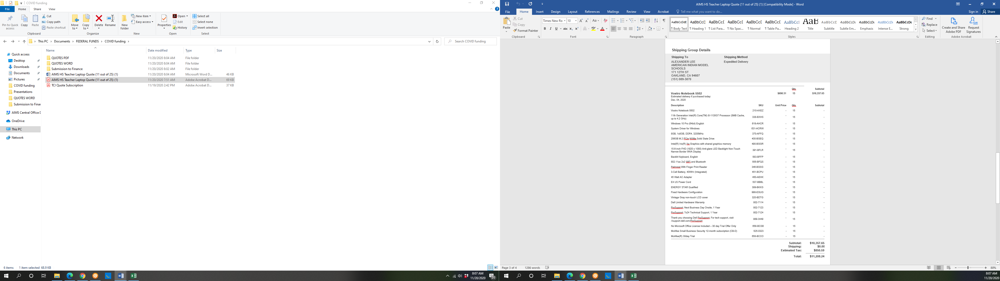 COVID funding
File Home Share View
Pin to Quick access
Copy
Paste
Cut
Copy path
Paste shortcut
Clipboard
Move to
Copy to
Delete
Rename
Organize
New folder
New item
Easy access
New
Properties
Open
Edit
History
Open
Select all
Select none
Invert selection
Select
This PC > Documents > FEDERAL FUNDS > COVID funding >
Search COVID funding
Quick access
Desktop
Downloads
Documents
Pictures
COVID funding
Presentations
QUOTES WORD
Submission to Finar
AIMS Central Office D
OneDrive
This PC
Network
Name Date modified Type Size
QUOTES PDF 11/20/2020 8:04 AM File folder
QUOTES WORD 11/20/2020 8:04 AM File folder
Submission to Finance 11/20/2020 8:02 AM File folder
AIMS HS Teacher Laptop Quote (11 out of 25) (1) 11/20/2020 8:04 AM Microsoft Word D... 46 KB
AIMS HS Teacher Laptop Quote (11 out of 25) (1) 11/20/2020 7:51 AM Adobe Acrobat D... 69 KB
TCI Quote Subscription 11/19/2020 2:42 PM Adobe Acrobat D... 37 KB
6 items 1 item selected 68.9 KB
8:07 AM
11/20/2020
20
AIMS HS Teacher Laptop Quote (11 out of 25) (1) [Compatibility Mode] - Word
File Home Insert Design Layout References Mailings Review View Acrobat Tell me what you want to do...
Sign in Share
Paste
Cut
Copy
Format Painter
Clipboard
Times New Ro 10
Font
Paragraph
AaBbCcDdE AaBbCcD AaBbCcI AaBbCcI AaBbCcI AaBbCcI AaBbCcI AaB AaBbCcD AaBbCcDt AaBbCcDt AaBbCcDt AaBbCcDc
¶ Body Text ¶ Heading 1 ¶ List Para... ¶ No Spac... ¶ Normal ¶ Table Pa... Heading 2 Title Subtitle Subtle Em... Emphasis Intense E... Strong
Styles
Find
Replace
Select
Editing
Create and Share Adobe PDF
Request Signatures
Adobe Acrobat
Shipping Group Details
Shipping To Shipping Method
ALEXANDER LEE Expedited Delivery
AMERICAN INDIAN MODEL
SCHOOLS
171 12TH ST
OAKLAND, CA 94607
(151) 089-3870
Qty Subtotal
Vostro Notebook 5502 $690.51 15 $10,357.65
Estimated delivery if purchased today:
Dec. 04, 2020
Description SKU Unit Price Qty Subtotal
Vostro Notebook 5502 210-AXEZ - 15 -
11th Generation Intel(R) Core(TM) i5-1135G7 Processor (8MB Cache,
up to 4.2 GHz) 338-BXHS - 15 -
Windows 10 Pro (64bit) English 619-AHCR - 15 -
System Driver for Windows 631-ACRW - 15 -
8GB, 1x8GB, DDR4, 3200MHz 370-AFFQ - 15 -
256GB M.2 PCIe NVMe Solid State Drive 400-BGEQ - 15 -
Intel(R) Iris(R) Xe Graphics with shared graphics memory 490-BGGR - 15 -
15.6-inch FHD (1920 x 1080) Anti-glare LED Backlight Non-Touch
Narrow Border WVA Display 391-BFLR - 15 -
Backlit Keyboard, English 583-BFFP - 15 -
802.11ac 2x2 WiFi and Bluetooth 555-BFQS - 15 -
Palmrest With Finger Print Reader 346-BGSG - 15 -
3-Cell Battery, 40WHr (Integrated) 451-BCPU - 15 -
45 Watt AC Adapter 450-AEHK - 15 -
E4 US Power Cord 537-BBBL - 15 -
ENERGY STAR Qualified 389-BKKG - 15 -
Fixed Hardware Configuration 998-EGUG - 15 -
Vintage Gray non-touch LCD cover 320-BDTG - 15 -
Dell Limited Hardware Warranty 802-7114 - 15 -
ProSupport: Next Business Day Onsite, 1 Year 802-7123 - 15 -
ProSupport: 7x24 Technical Support, 1 Year 802-7124 - 15 -
Thank you choosing Dell ProSupport. For tech support, visit
//support.dell.com/ProSupport 989-3449 - 15 -
No Microsoft Office License Included – 30 day Trial Offer Only 658-BCSB - 15 -
McAfee Small Business Security 12-month subscription (CB-D) 525-0323 - 15 -
McAfee(R) 30day Trial 658-BCCO - 15 -
Subtotal: $10,357.65
Shipping: $0.00
Estimated Tax: $850.59
Total: $11,208.24
Page 3 of 4 1286 words 80%
8:07 AM
11/20/202